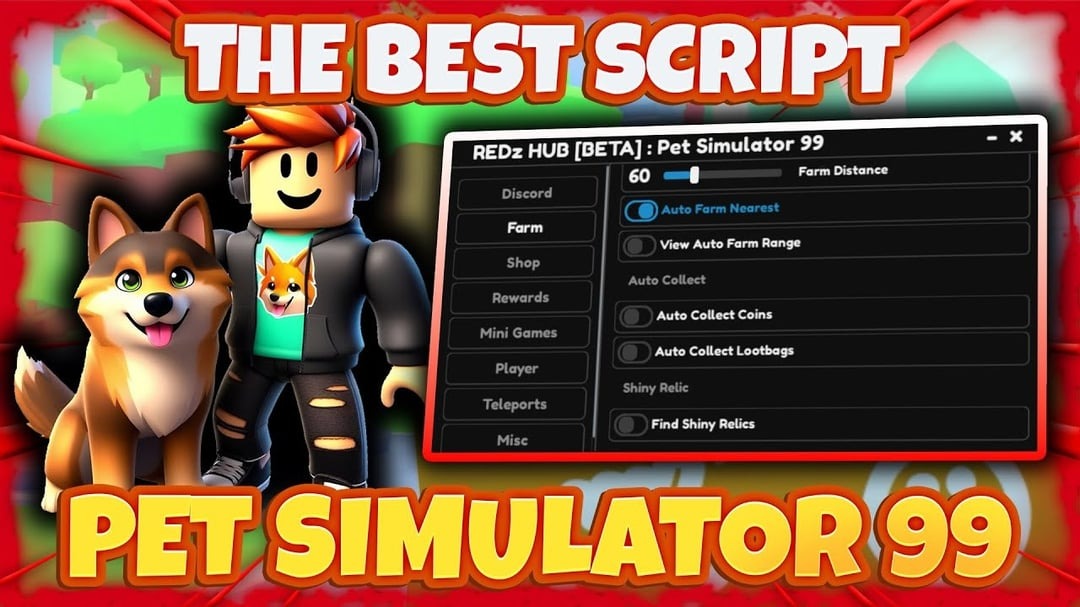 THE BEST SCRIPT
REDz HUB [BETA] : Pet Simulator 99
Discord
Farm
Shop
Rewards
Mini Games
Player
Teleports
Misc
60 Farm Distance
Auto Farm Nearest
View Auto Farm Range
Auto Collect
Auto Collect Coins
Auto Collect Lootbags
Shiny Relic
Find Shiny Relics
PET SIMULATOR 99